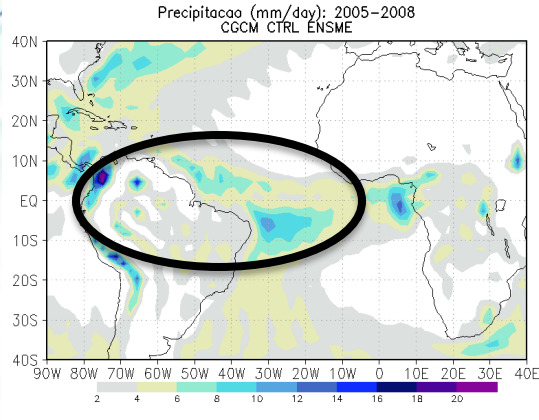 Precipitacao (mm/day): 2005-2008
CGCM CTRL ENSME
40N
30N
20N
10N
EQ
10S
20S
30S
40S
90W 80W 70W 60W 50W 40W 30W 20W 10W 0 10E 20E 30E 40E
2 4 6 8 10 12 14 16 18 20